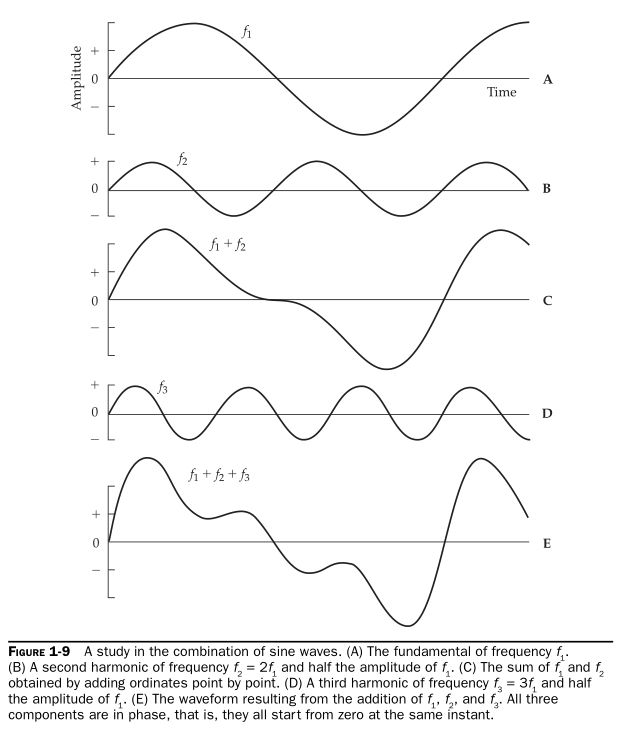 f₁
Amplitude
+
0
−
Time
A
f₂
+
0
−
B
f₁ + f₂
+
0
−
C
f₃
+
0
−
D
f₁ + f₂ + f₃
+
0
−
E
FIGURE 1-9 A study in the combination of sine waves. (A) The fundamental of frequency f₁.
(B) A second harmonic of frequency f₂ = 2f₁ and half the amplitude of f₁. (C) The sum of f₁ and f₂
obtained by adding ordinates point by point. (D) A third harmonic of frequency f₃ = 3f₁ and half
the amplitude of f₁. (E) The waveform resulting from the addition of f₁, f₂, and f₃. All three
components are in phase, that is, they all start from zero at the same instant.